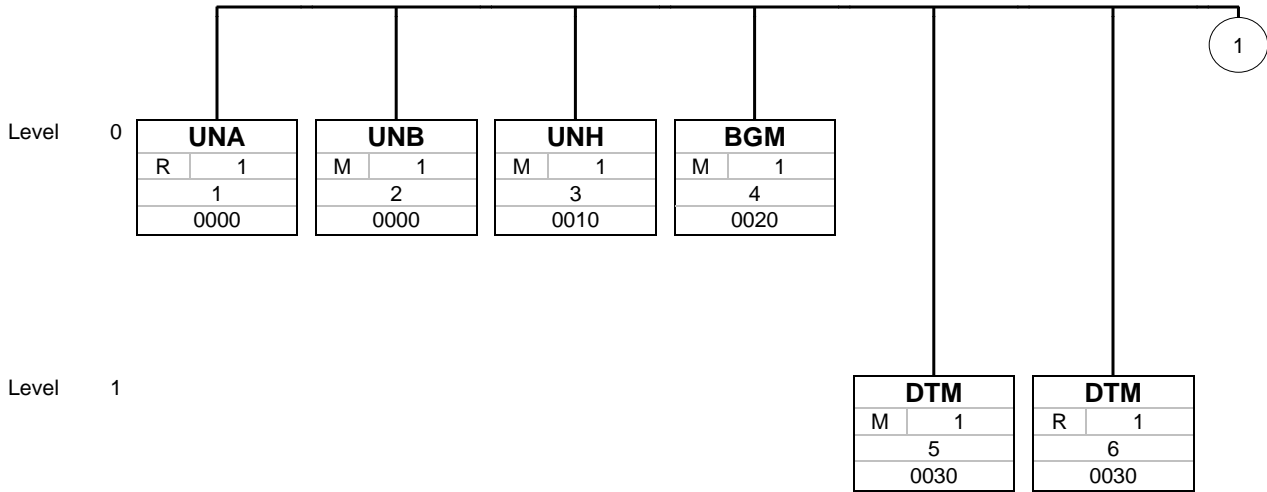 1
Level 0
UNA UNB UNH BGM
R 1 M 1 M 1 M 1
1 2 3 4
0000 0000 0010 0020
Level 1
DTM DTM
M 1 R 1
5 6
0030 0030